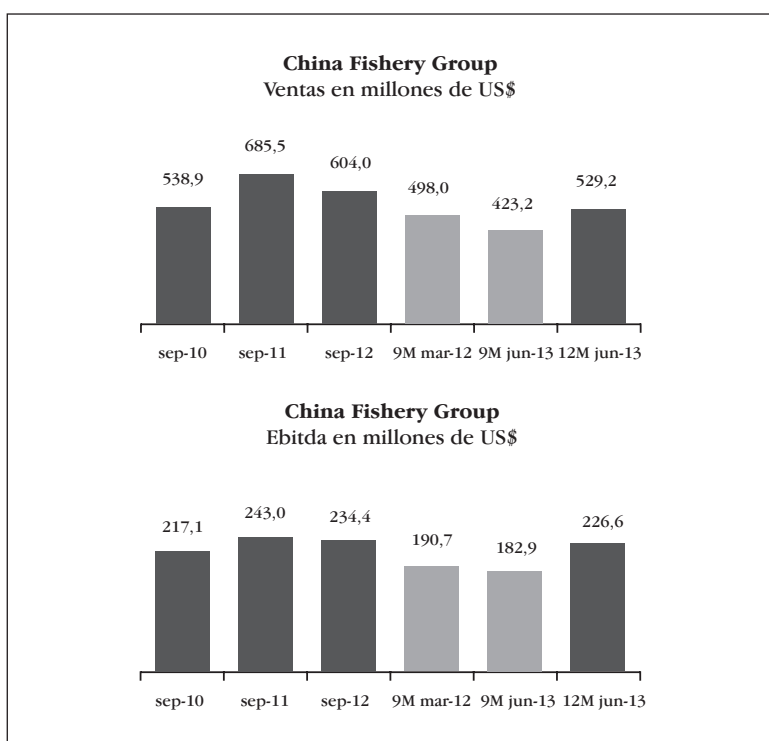 China Fishery Group
Ventas en millones de US$
538,9
685,5
604,0
498,0
423,2
529,2
sep-10 sep-11 sep-12 9M mar-12 9M jun-13 12M jun-13
China Fishery Group
Ebitda en millones de US$
217,1
243,0
234,4
190,7
182,9
226,6
sep-10 sep-11 sep-12 9M mar-12 9M jun-13 12M jun-13